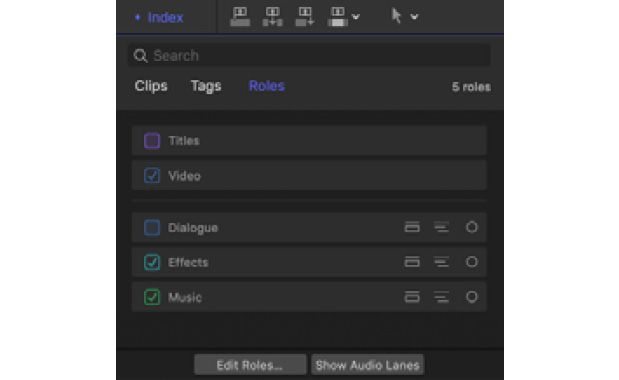 Index
Search
Clips Tags Roles 5 roles
Titles
Video
Dialogue
Effects
Music
Edit Roles... Show Audio Lanes